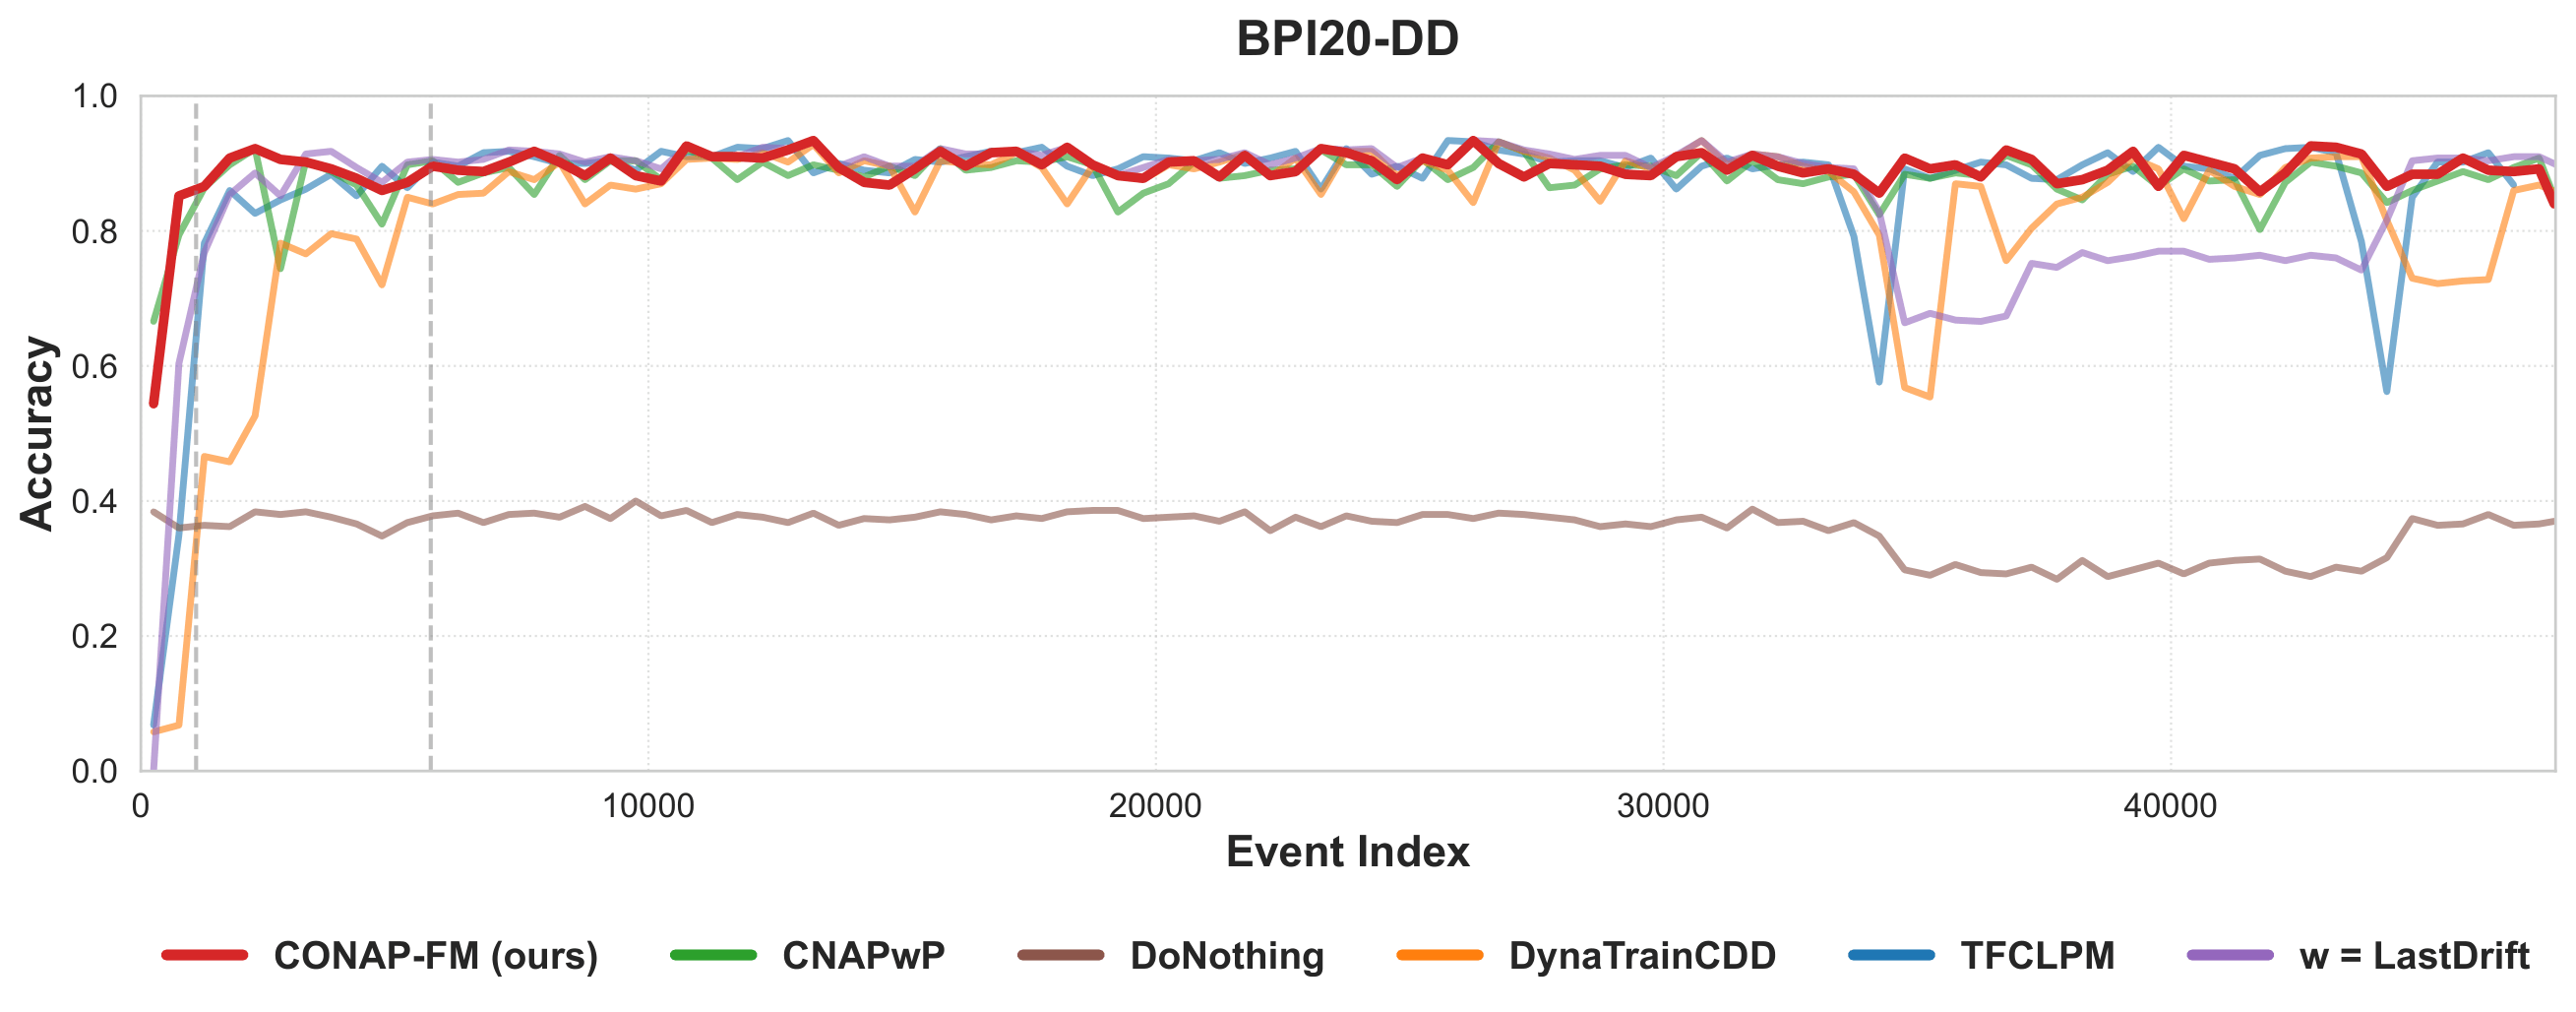 BPI20-DD
1.0
0.8
0.6
0.4
0.2
0.0
Accuracy
0 10000 20000 30000 40000
Event Index
CONAP-FM (ours) CNAPwP DoNothing DynaTrainCDD TFCLPM w = LastDrift